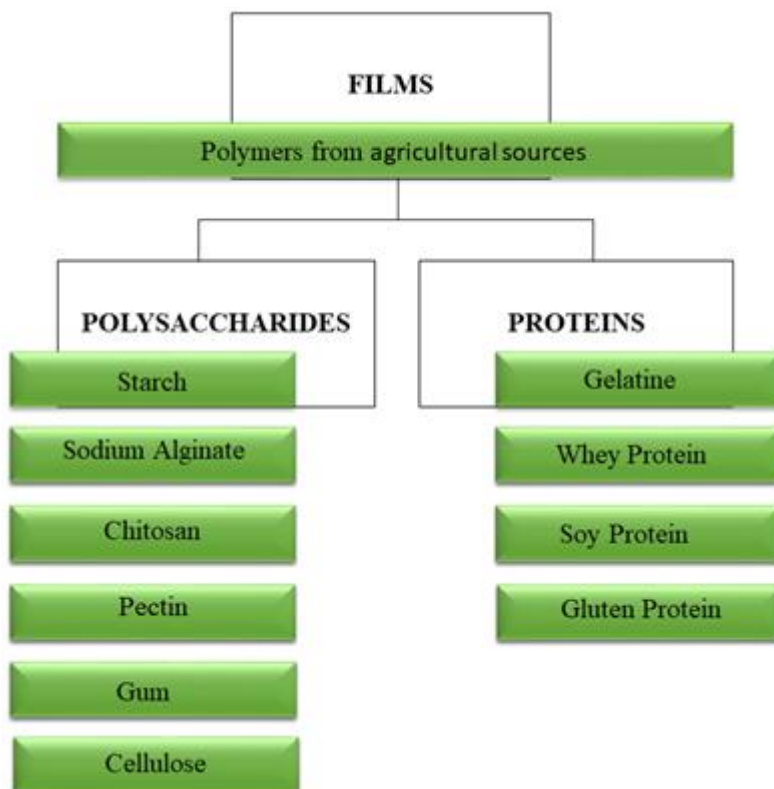 FILMS
Polymers from agricultural sources
POLYSACCHARIDES
Starch
Sodium Alginate
Chitosan
Pectin
Gum
Cellulose
PROTEINS
Gelatine
Whey Protein
Soy Protein
Gluten Protein